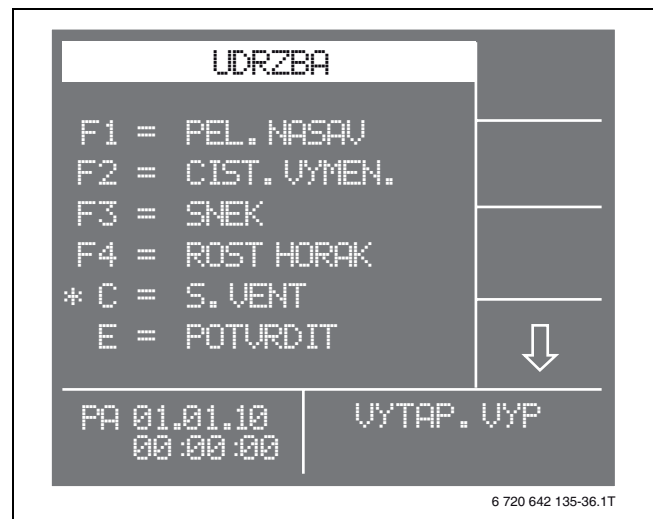 UDRZBA
F1 = PEL. NASAV
F2 = CIST. VYMEN.
F3 = SNEK
F4 = ROST HORAK
* C = S. VENT
E = POTVRDIT
PA 01.01.10
00:00:00
VYTAP. VYP
6 720 642 135-36.1T